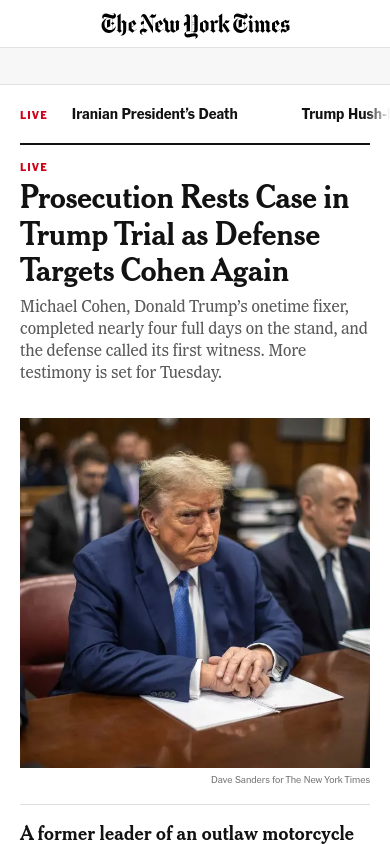 The New York Times
LIVE Iranian President's Death Trump Hush-
LIVE
Prosecution Rests Case in
Trump Trial as Defense
Targets Cohen Again
Michael Cohen, Donald Trump's onetime fixer,
completed nearly four full days on the stand, and
the defense called its first witness. More
testimony is set for Tuesday.
Dave Sanders for The New York Times
A former leader of an outlaw motorcycle